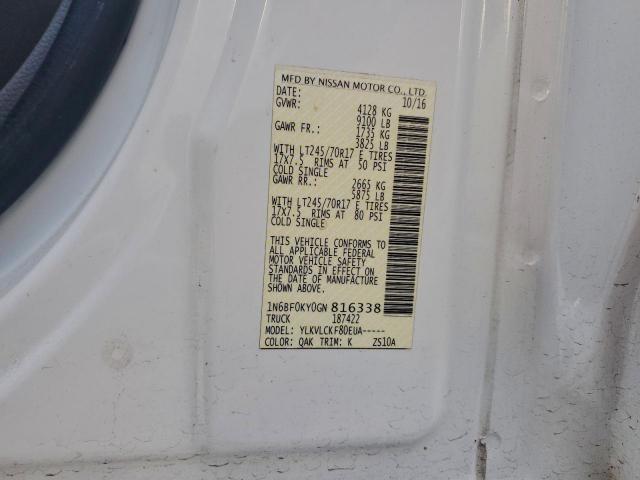 MFD BY NISSAN MOTOR CO., LTD.
DATE: 10/16
GVWR: 4128 KG
9100 LB
GAWR FR.: 1735 KG
3825 LB
WITH LT245/70R17 E TIRES
17X7.5 RIMS AT 50 PSI
COLD SINGLE
GAWR RR.: 2665 KG
5875 LB
WITH LT245/70R17 E TIRES
17X7.5 RIMS AT 80 PSI
COLD SINGLE
THIS VEHICLE CONFORMS TO
ALL APPLICABLE FEDERAL
MOTOR VEHICLE SAFETY
STANDARDS IN EFFECT ON
THE DATE OF MANUFACTURE
SHOWN ABOVE.
1N6BF0KY0GN 816338
TRUCK 187422
MODEL: YLKVLCKF80EUA-----
COLOR: QAK TRIM: K ZS10A